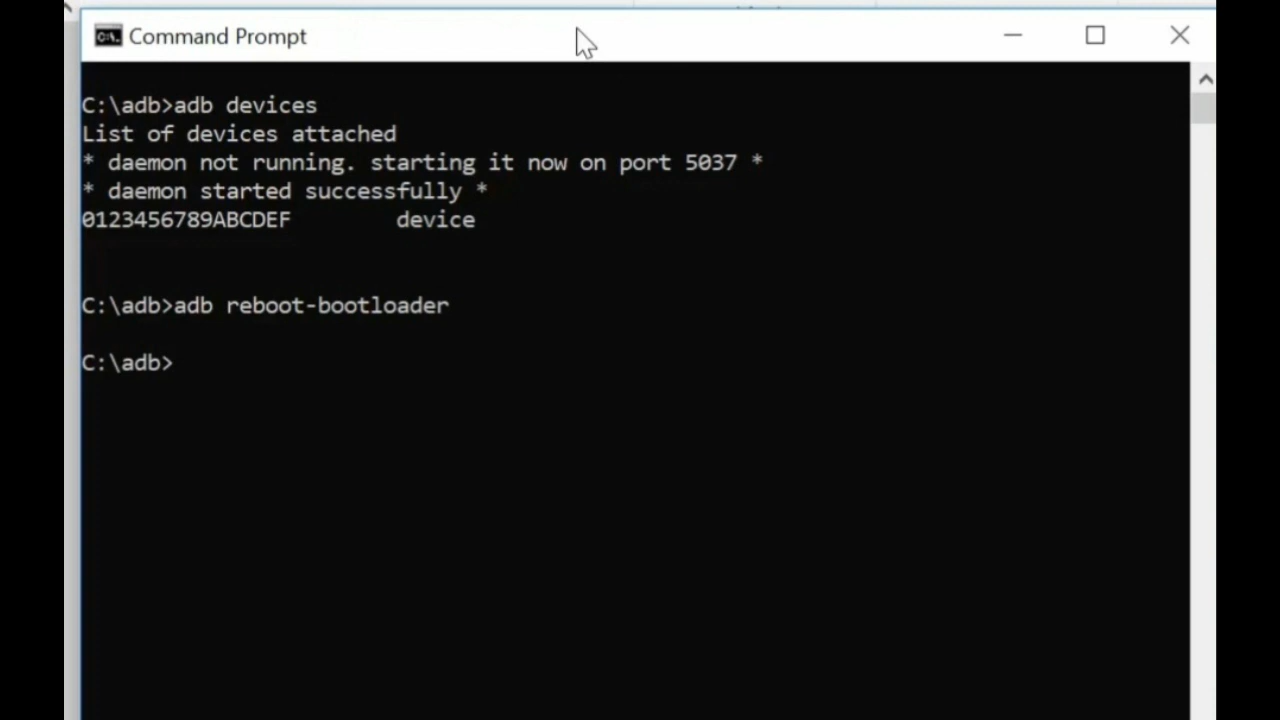 Command Prompt
C:\adb>adb devices
List of devices attached
* daemon not running. starting it now on port 5037 *
* daemon started successfully *
0123456789ABCDEF        device
C:\adb>adb reboot-bootloader
C:\adb>